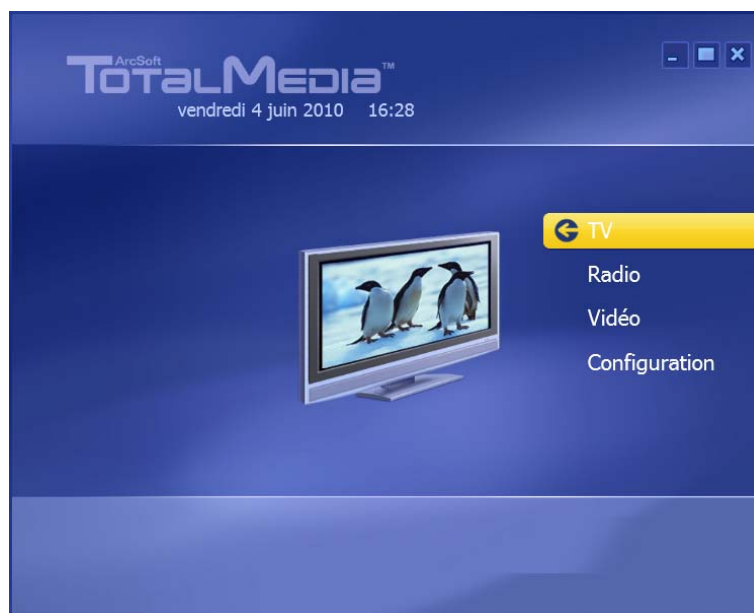 ArcSoft
TOTALMEDIA™
vendredi 4 juin 2010 16:28
TV
Radio
Vidéo
Configuration